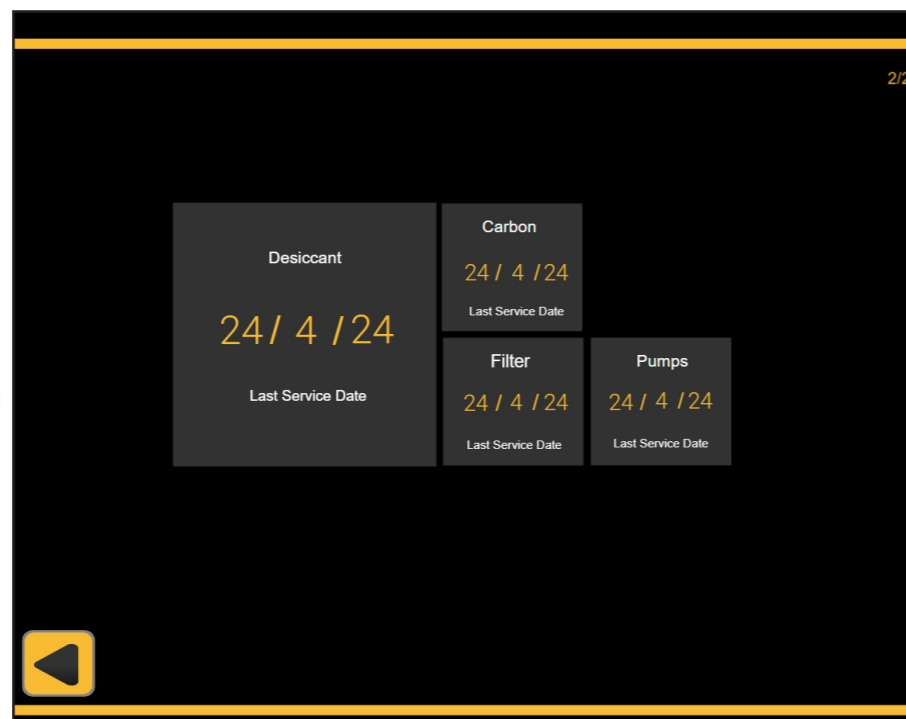 2/2
Desiccant
24 / 4 / 24
Last Service Date
Carbon
24 / 4 / 24
Last Service Date
Filter
24 / 4 / 24
Last Service Date
Pumps
24 / 4 / 24
Last Service Date